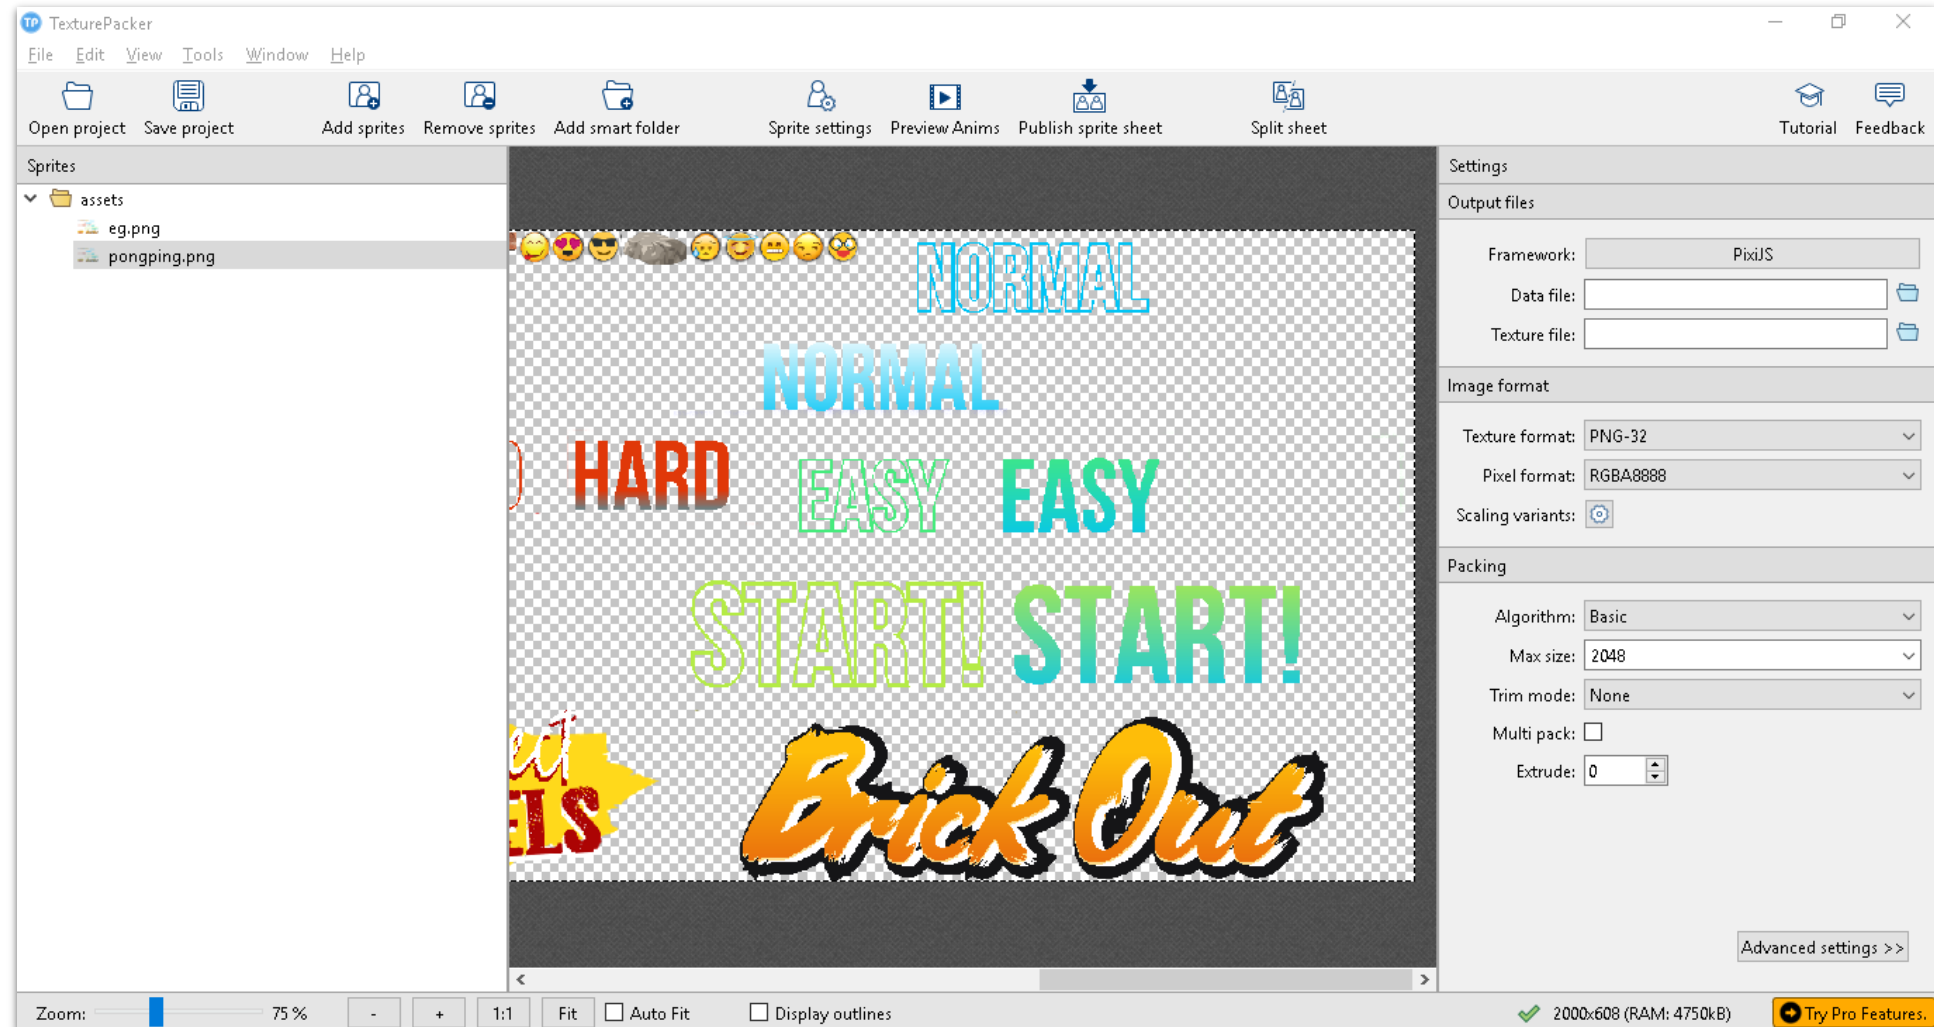 TP TexturePacker
File Edit View Tools Window Help
Open project Save project Add sprites Remove sprites Add smart folder Sprite settings Preview Anims Publish sprite sheet Split sheet Tutorial Feedback
Sprites
assets
eg.png
pongping.png
NORMAL
NORMAL
HARD EASY EASY
START! START!
ELS
Brick Out
Settings
Output files
Framework: PixiJS
Data file:
Texture file:
Image format
Texture format: PNG-32
Pixel format: RGBA8888
Scaling variants:
Packing
Algorithm: Basic
Max size: 2048
Trim mode: None
Multi pack:
Extrude: 0
Advanced settings >>
Zoom: 75 % - + 1:1 Fit Auto Fit Display outlines 2000x608 (RAM: 4750kB) Try Pro Features.